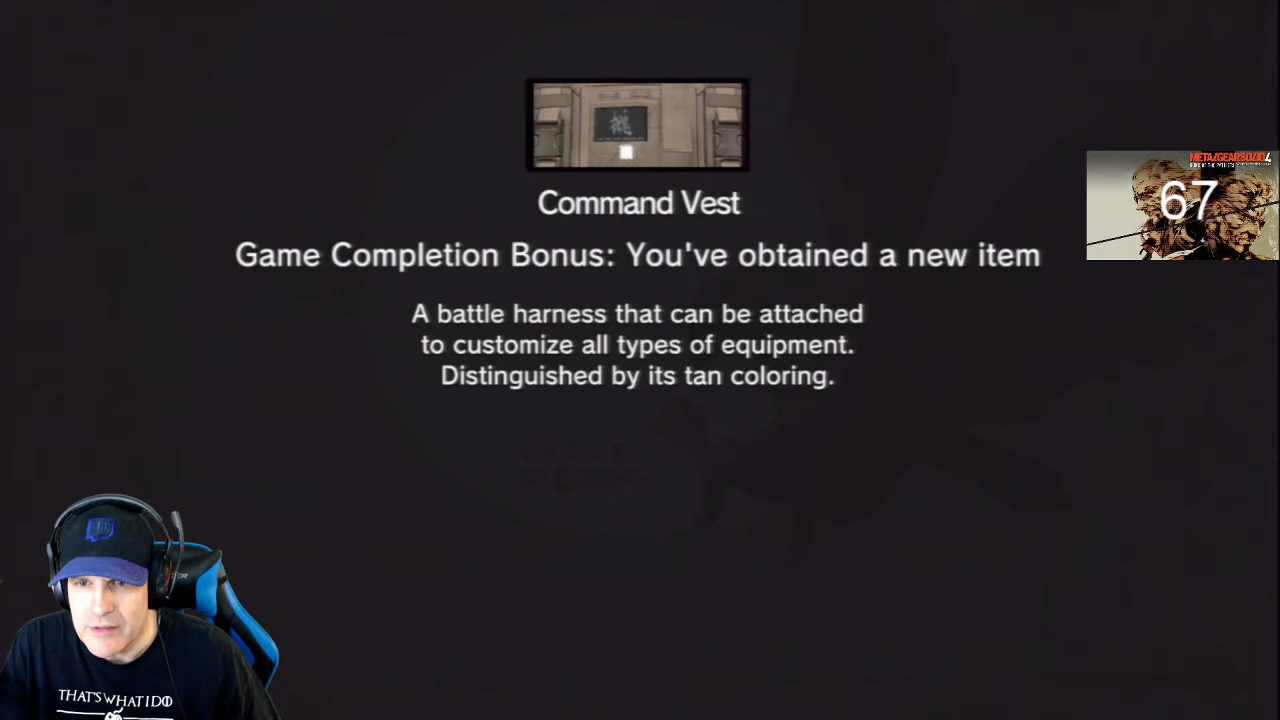 Command Vest
Game Completion Bonus: You've obtained a new item
A battle harness that can be attached
to customize all types of equipment.
Distinguished by its tan coloring.
METAL GEAR SOLID 4
67
THAT'S WHAT I DO